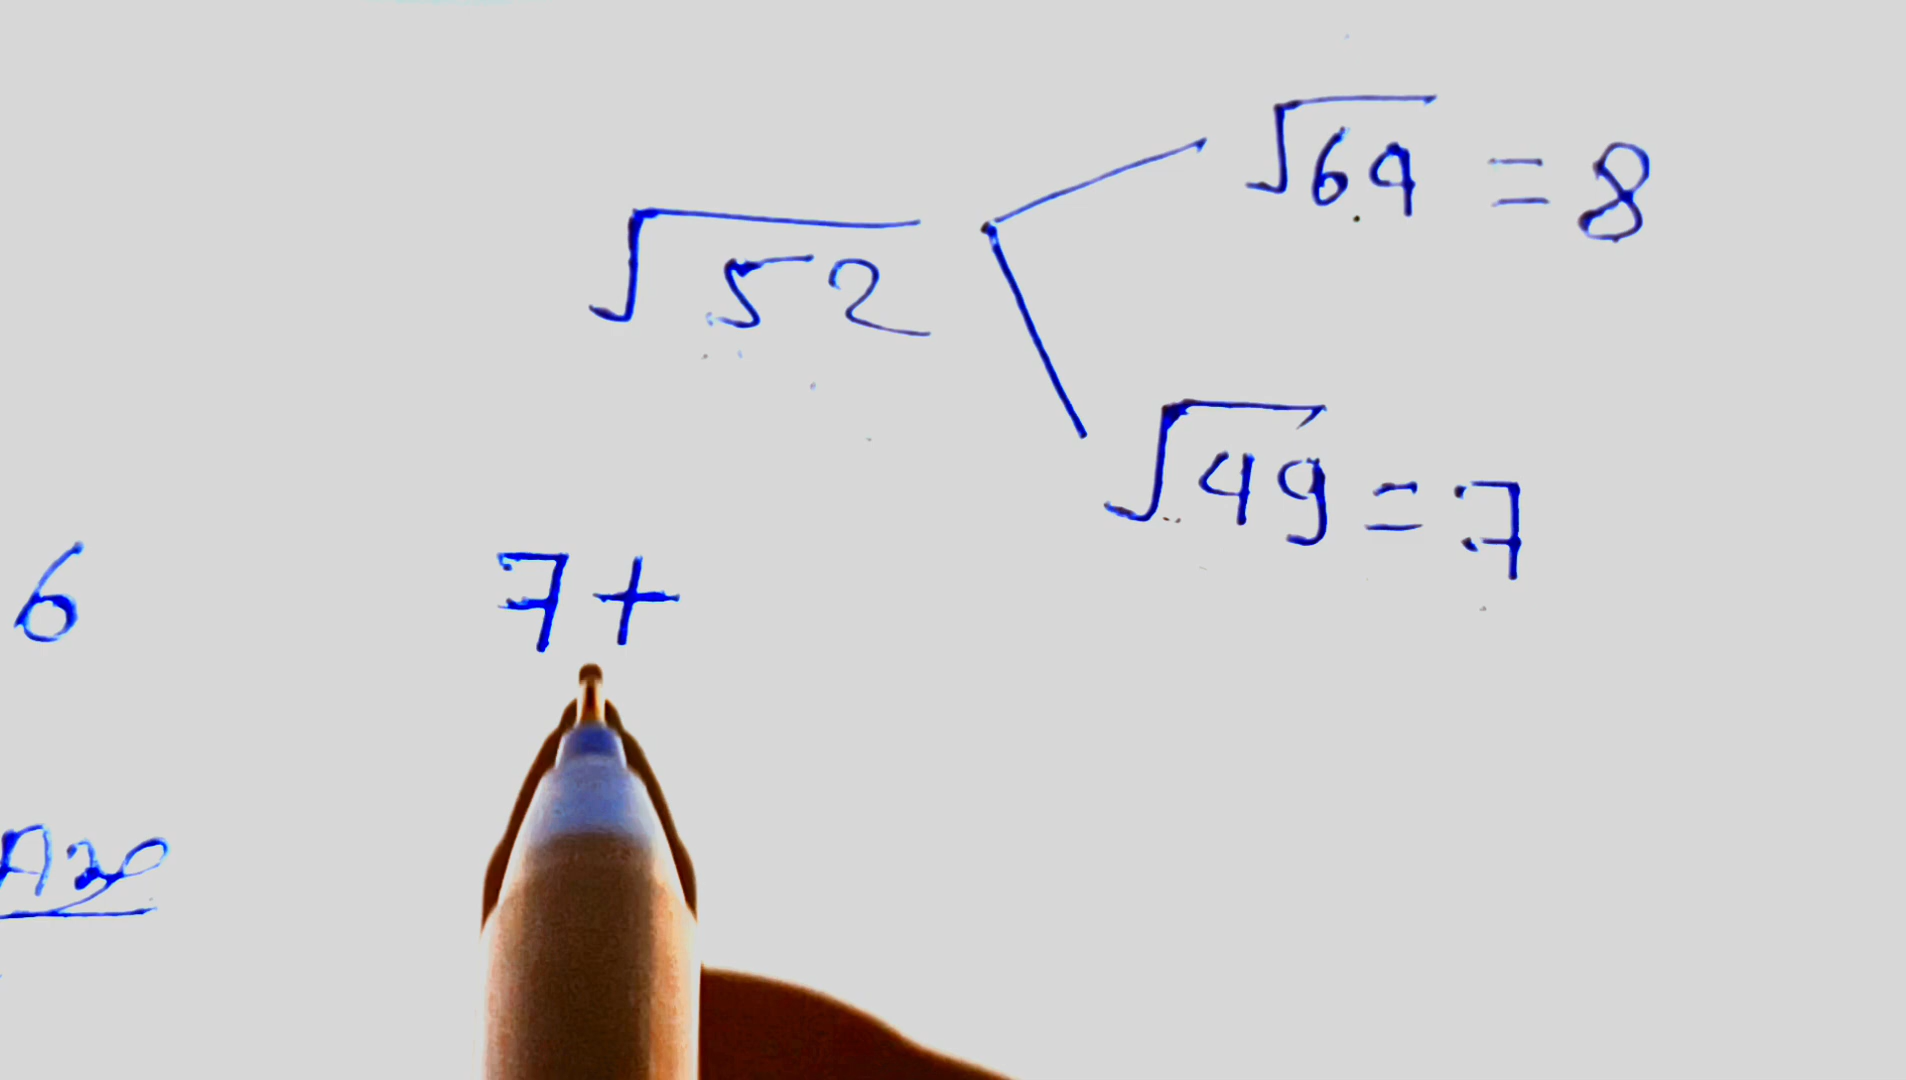 √64 = 8
√52
√49 = 7
6 7+